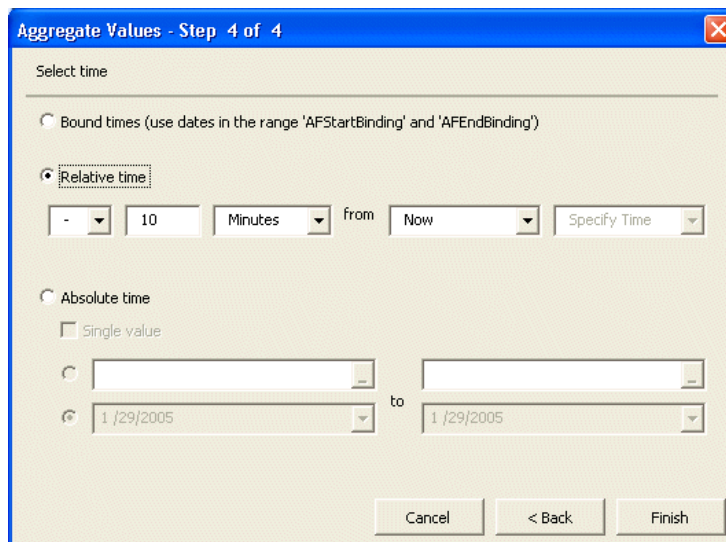 Aggregate Values - Step 4 of 4
Select time
Bound times (use dates in the range 'AFStartBinding' and 'AFEndBinding')
Relative time
- 10 Minutes from Now Specify Time
Absolute time
Single value
to
1 /29/2005 1 /29/2005
Cancel < Back Finish